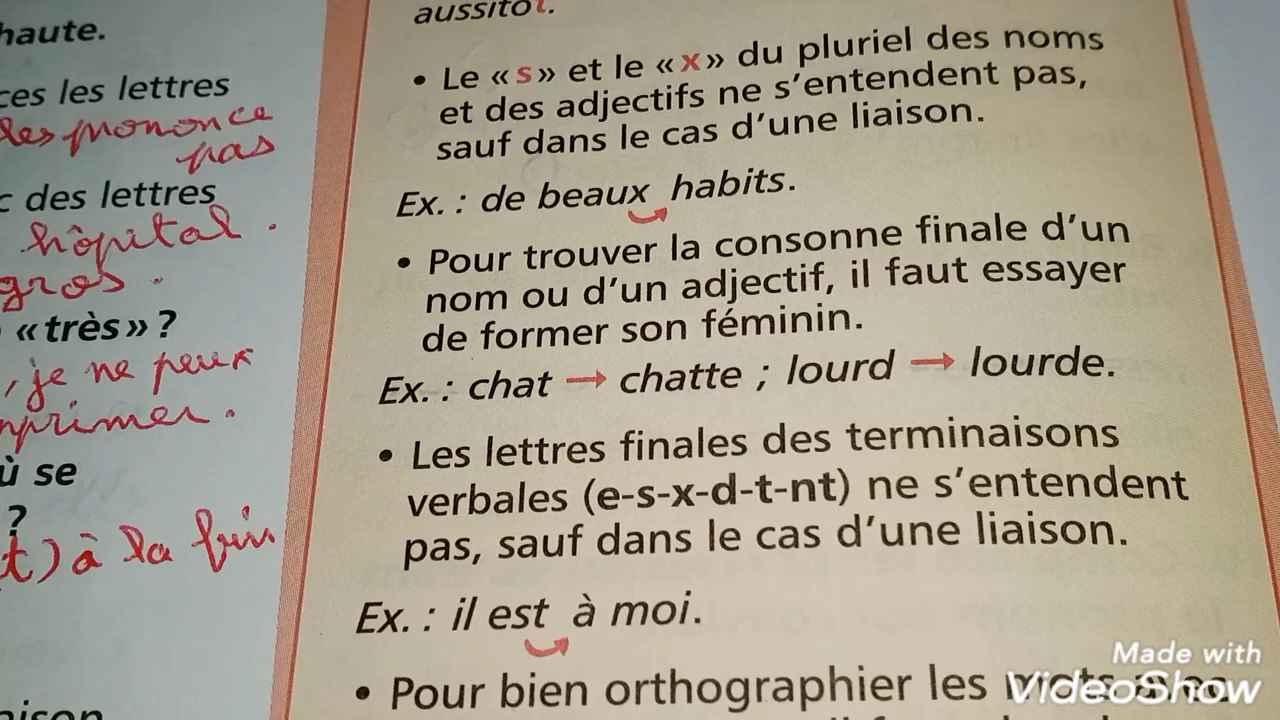 haute.
ces les lettres
les prononce
pas
c des lettres
hôpital.
gros.
« très » ?
, je ne peux
ù se
?
t) à la fin
aussitôt.
• Le « s » et le « x » du pluriel des noms
et des adjectifs ne s'entendent pas,
sauf dans le cas d'une liaison.
Ex. : de beaux habits.
• Pour trouver la consonne finale d'un
nom ou d'un adjectif, il faut essayer
de former son féminin.
Ex. : chat → chatte ; lourd → lourde.
• Les lettres finales des terminaisons
verbales (e-s-x-d-t-nt) ne s'entendent
pas, sauf dans le cas d'une liaison.
Ex. : il est à moi.
• Pour bien orthographier les
Made with
VideoShow